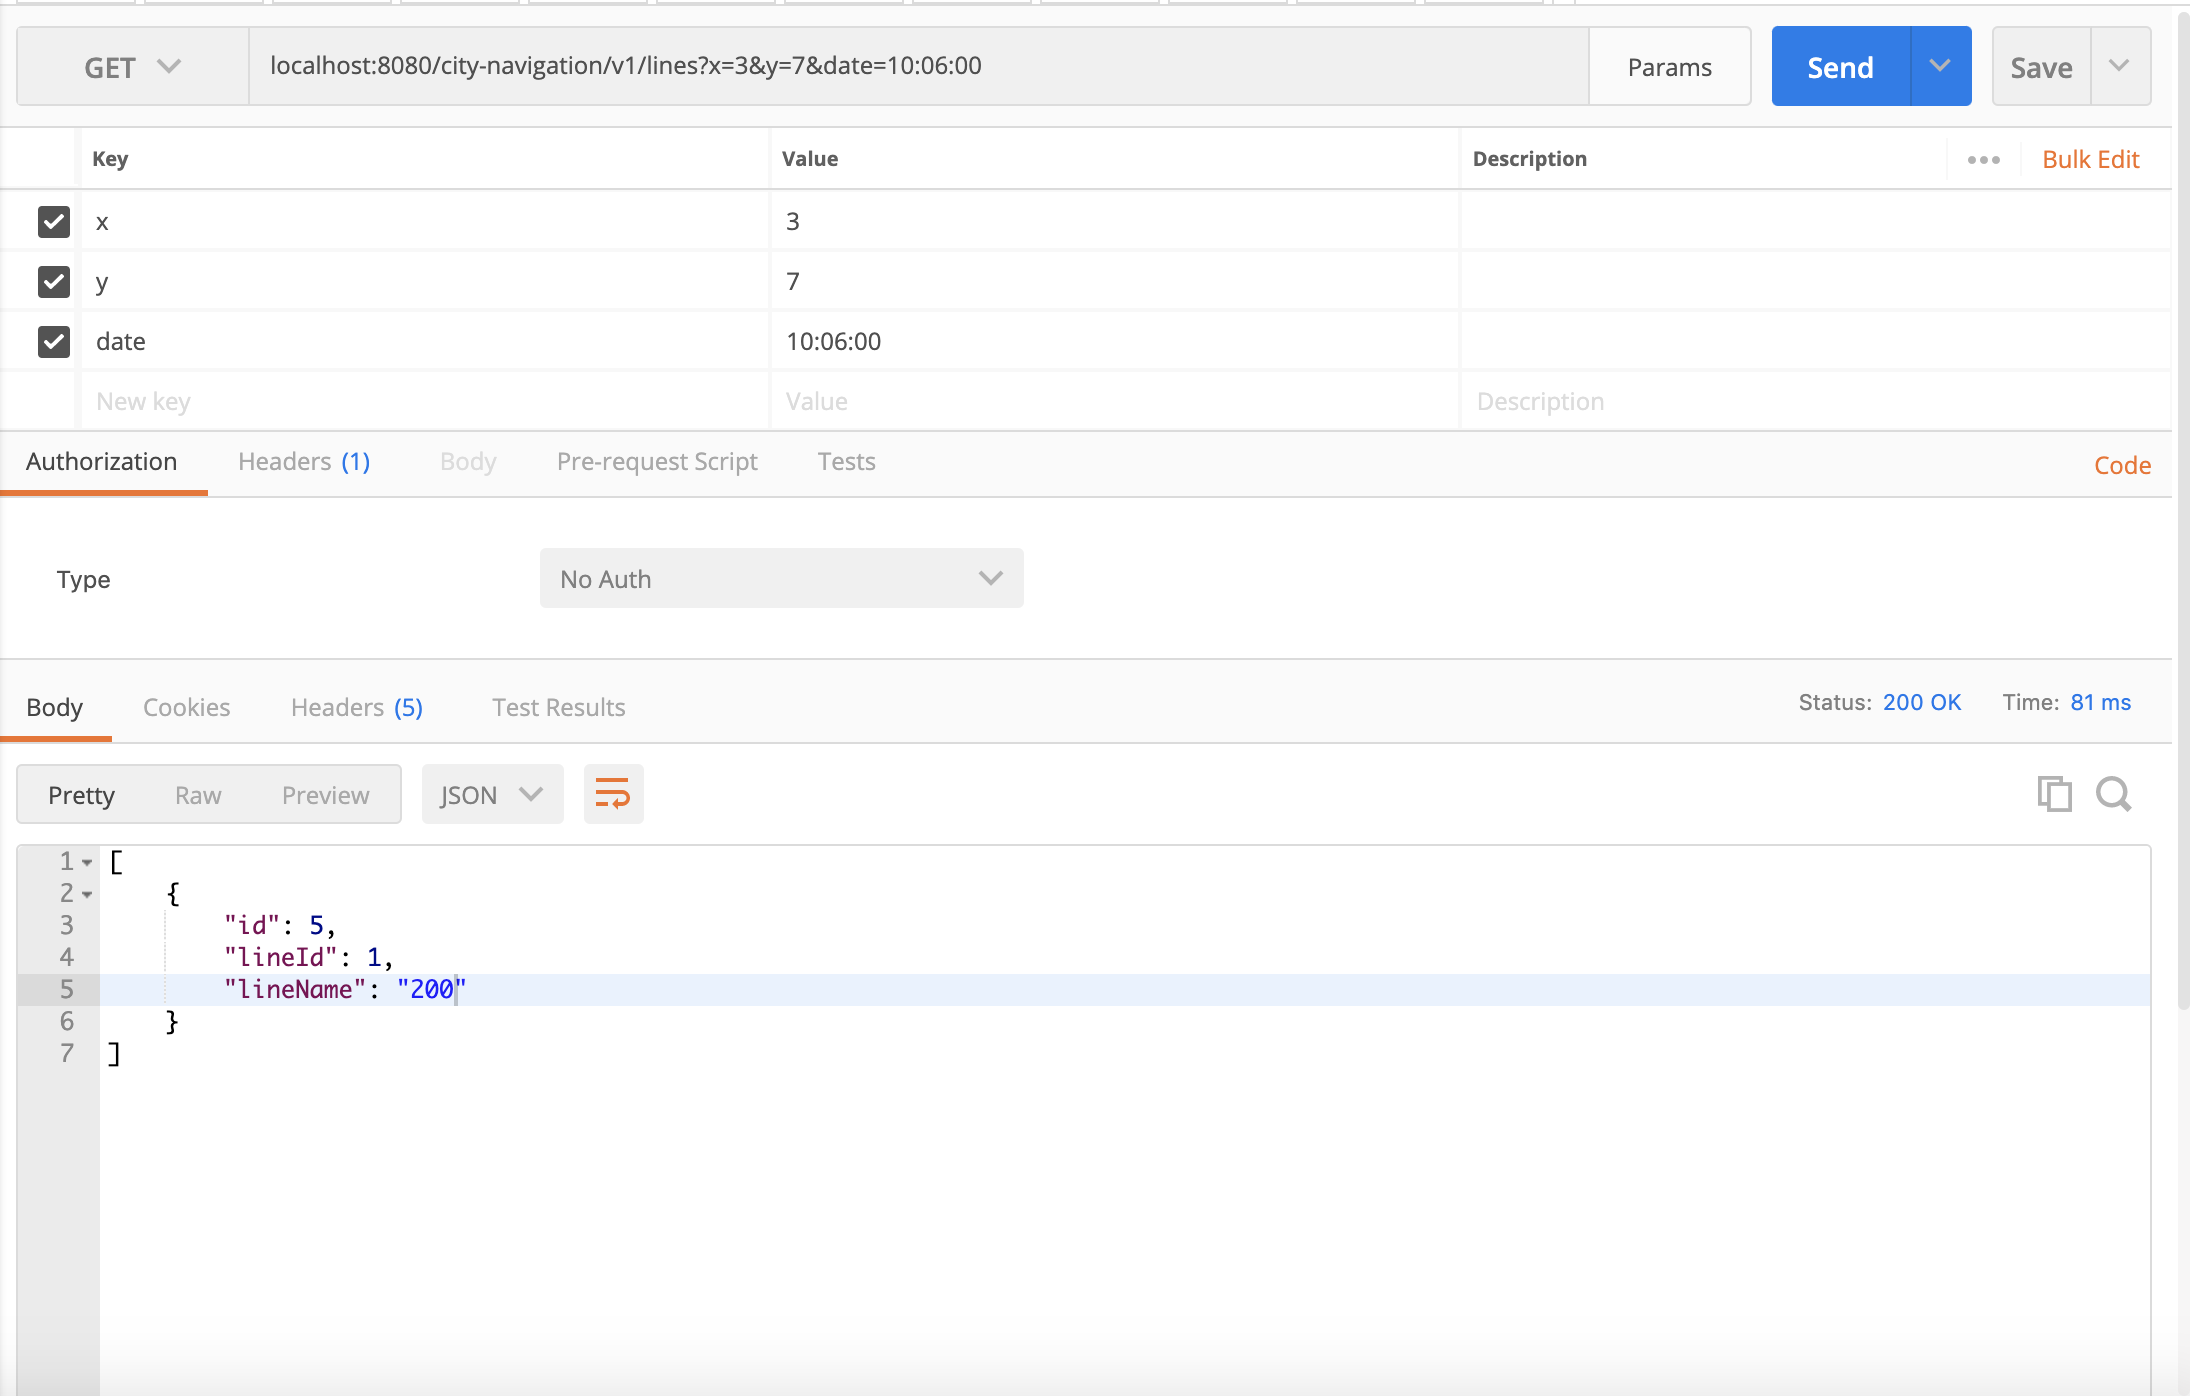 GET localhost:8080/city-navigation/v1/lines?x=3&y=7&date=10:06:00 Params Send Save
Key Value Description ••• Bulk Edit
x 3
y 7
date 10:06:00
New key Value Description
Authorization Headers (1) Body Pre-request Script Tests Code
Type No Auth
Body Cookies Headers (5) Test Results Status: 200 OK Time: 81 ms
Pretty Raw Preview JSON
1 [
2 {
3 "id": 5,
4 "lineId": 1,
5 "lineName": "200"
6 }
7 ]